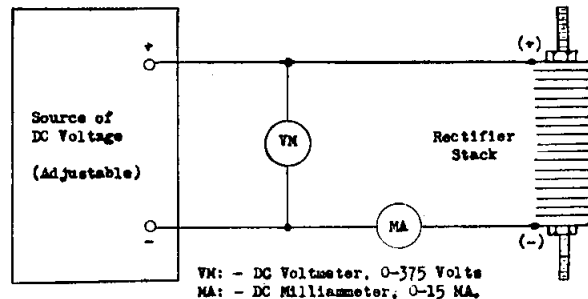 +
(+)
Source of
DC Voltage
(Adjustable)
VM
Rectifier
Stack
-
MA
(-)
VM: - DC Voltmeter, 0-375 Volts
MA: - DC Milliammeter, 0-15 MA.